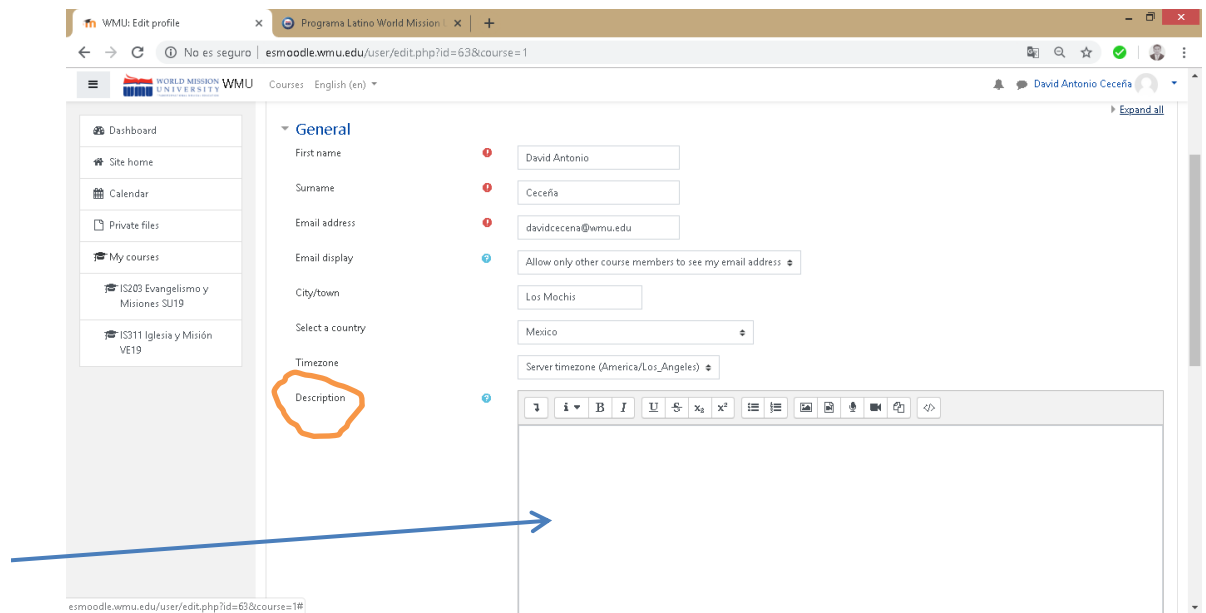 WMU: Edit profile
Programa Latino World Mission
No es seguro | esmoodle.wmu.edu/user/edit.php?id=63&course=1
WORLD MISSION UNIVERSITY
wmu
WMU Courses English (en) David Antonio Ceceña
Expand all
Dashboard
Site home
Calendar
Private files
My courses
IS203 Evangelismo y
Misiones SU19
IS311 Iglesia y Misión
VE19
General
First name David Antonio
Surname Ceceña
Email address davidcecena@wmu.edu
Email display Allow only other course members to see my email address
City/town Los Mochis
Select a country Mexico
Timezone Server timezone (America/Los_Angeles)
Description
i B I U S x₂ x² </>
esmoodle.wmu.edu/user/edit.php?id=63&course=1#